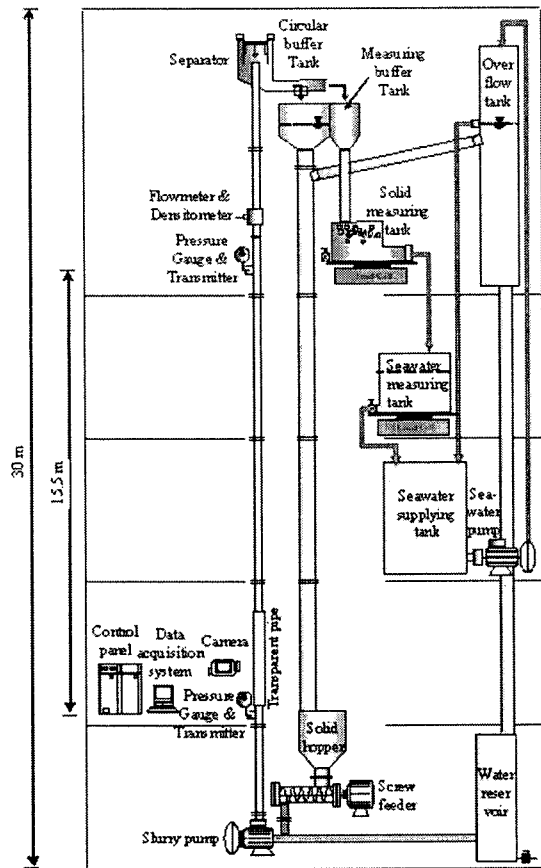 Circular
buffer
Tank
Separator
Measuring
buffer
Tank
Over
flow
tank
Flowmeter &
Densitometer
Solid
measuring
tank
Pressure
Gauge &
Transmitter
Load Cell
Seawater
measuring
tank
30 m
15.5 m
Seawater
supplying
tank
Sea-
water
pump
Transparent pipe
Control
panel
Data
acquisition
system
Camera
Pressure
Gauge &
Transmitter
Solid
hopper
Screw
feeder
Water
reser
voir
Slurry pump